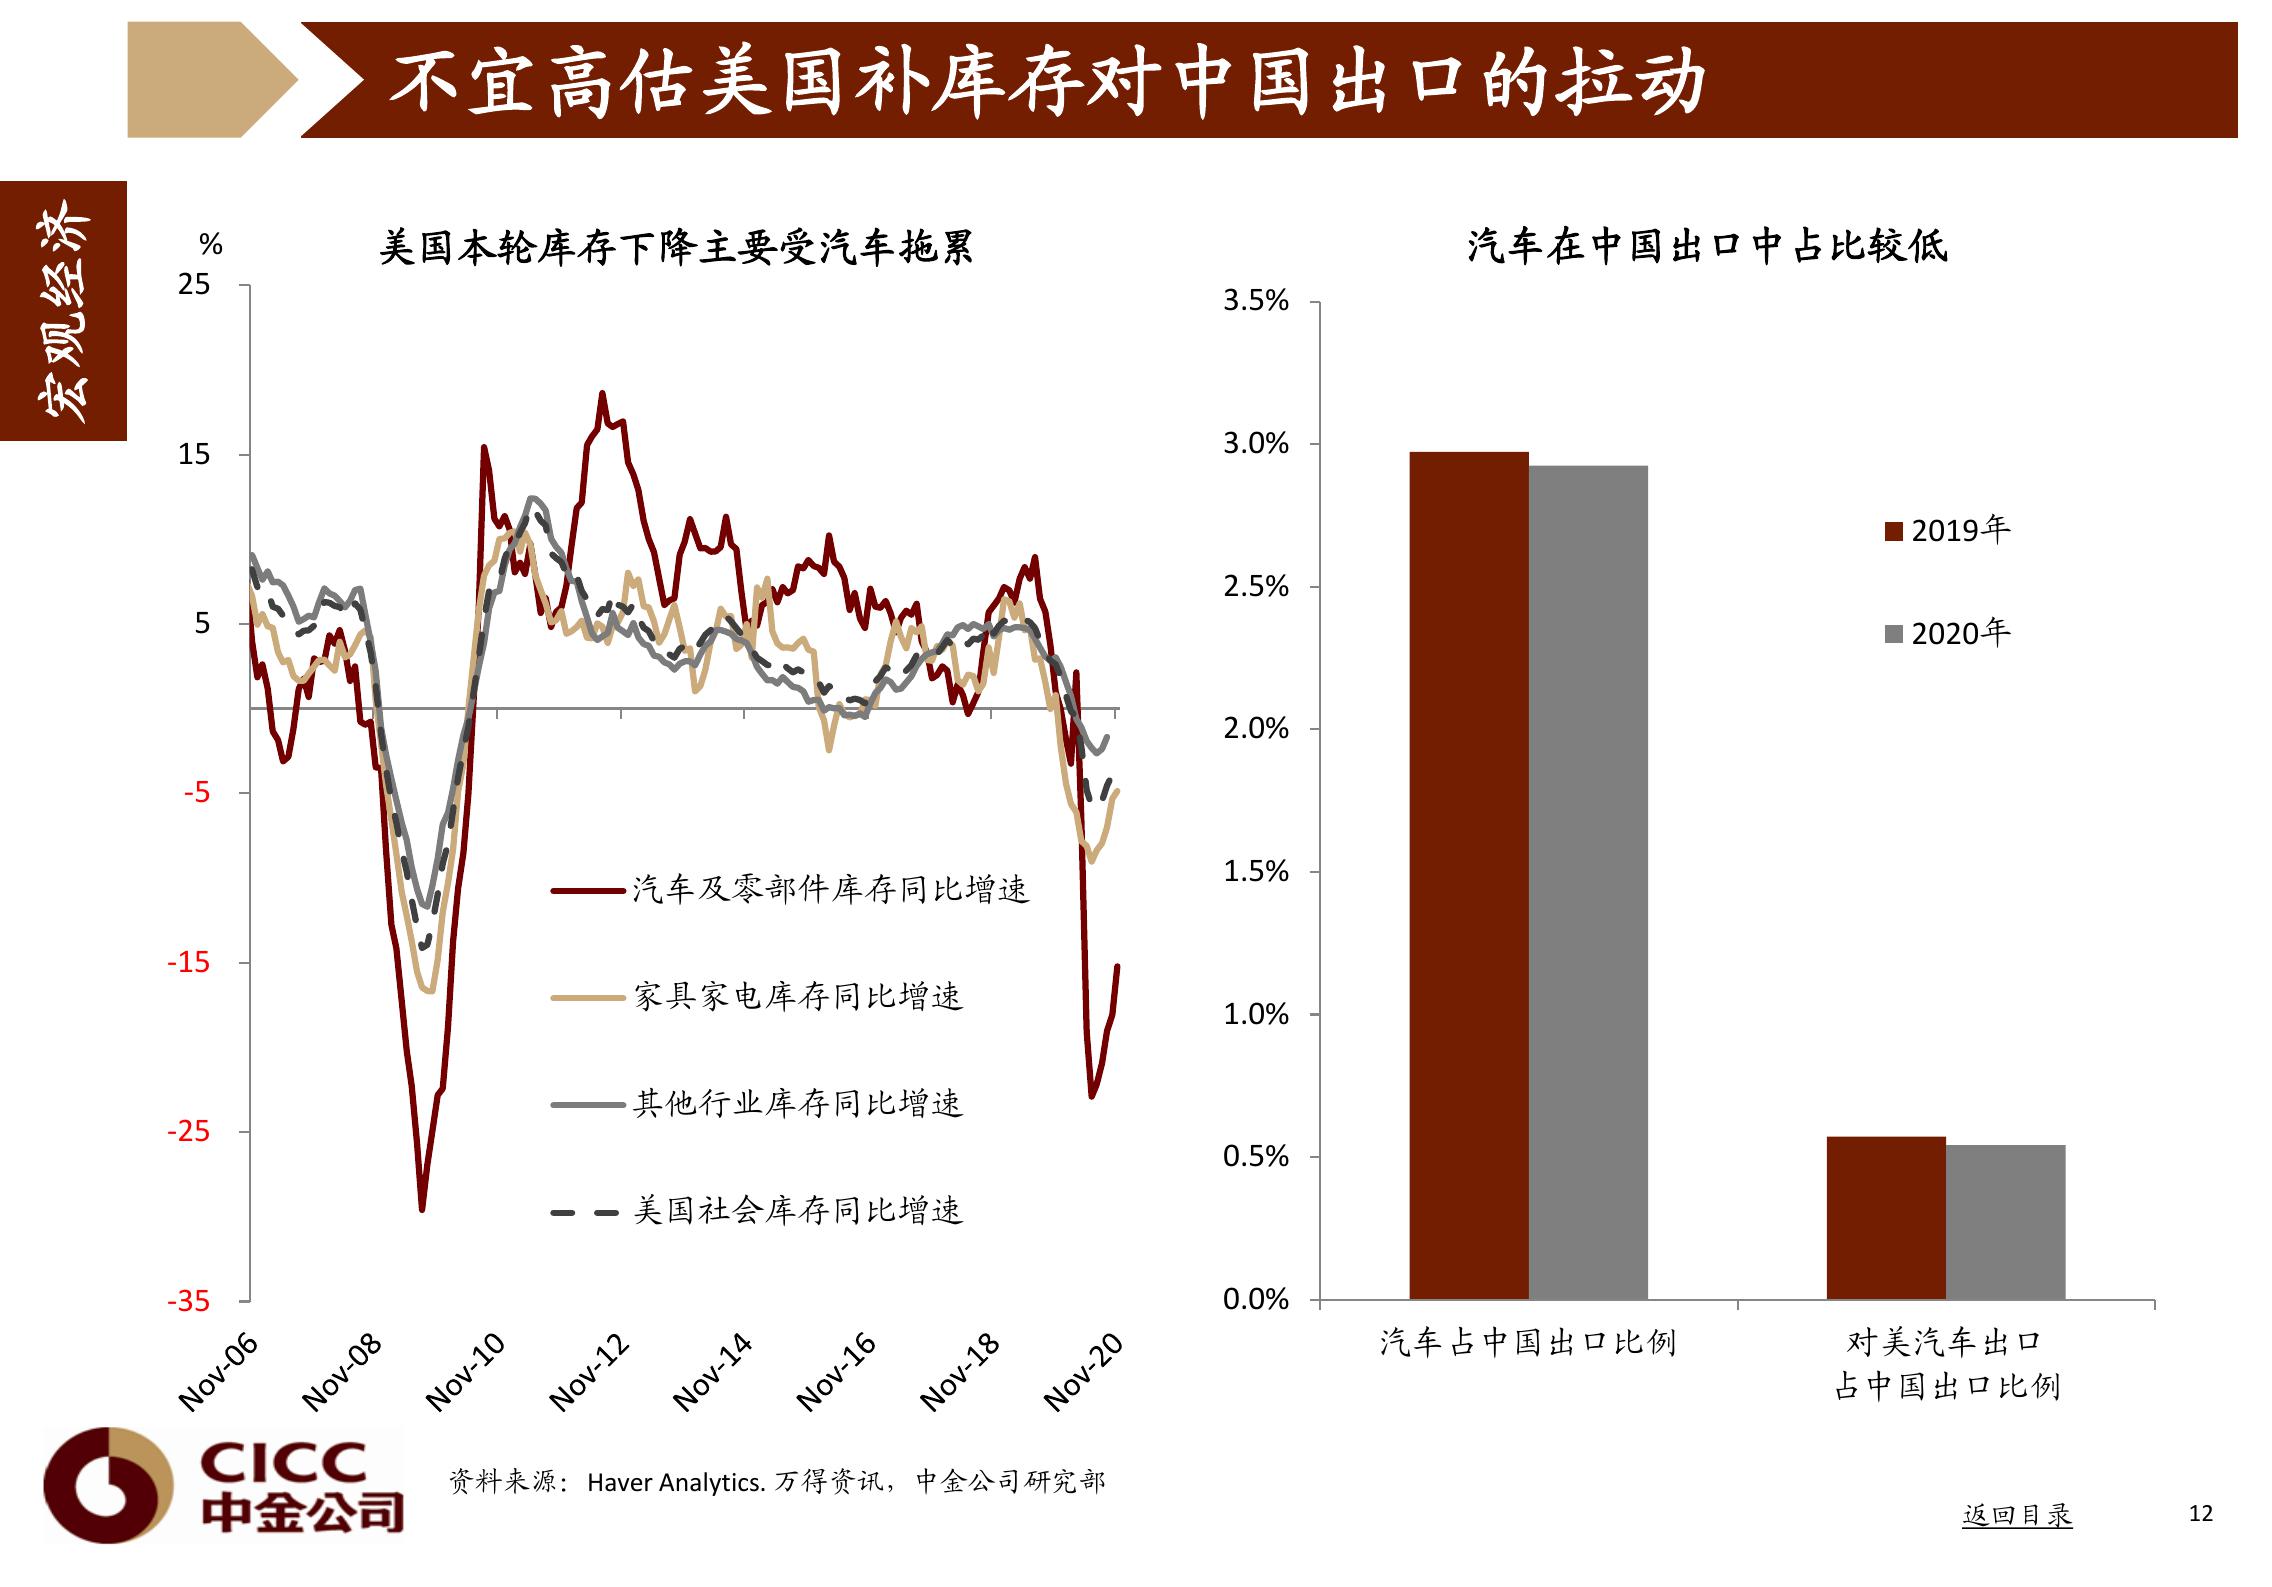 不宜高估美国补库存对中国出口的拉动
宏观经济
美国本轮库存下降主要受汽车拖累
%
25
15
5
-5
-15
-25
-35
汽车及零部件库存同比增速
家具家电库存同比增速
其他行业库存同比增速
美国社会库存同比增速
Nov-06
Nov-08
Nov-10
Nov-12
Nov-14
Nov-16
Nov-18
Nov-20
汽车在中国出口中占比较低
3.5%
3.0%
2.5%
2.0%
1.5%
1.0%
0.5%
0.0%
2019年
2020年
汽车占中国出口比例
对美汽车出口
占中国出口比例
CICC
中金公司
资料来源：Haver Analytics. 万得资讯，中金公司研究部
返回目录
12